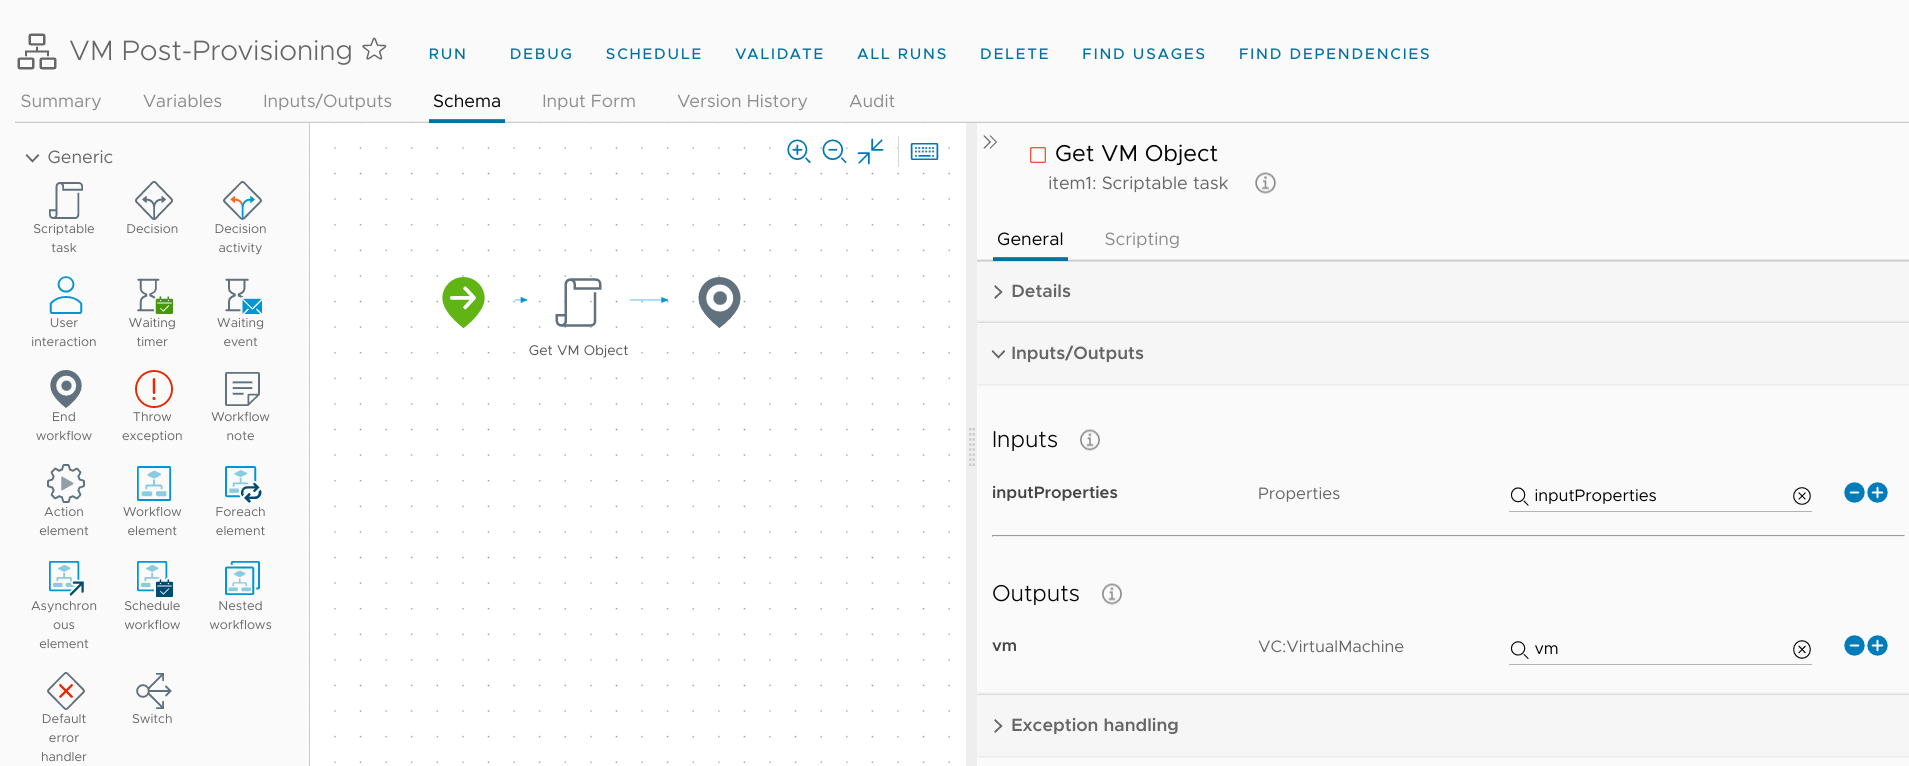 VM Post-Provisioning
RUN DEBUG SCHEDULE VALIDATE ALL RUNS DELETE FIND USAGES FIND DEPENDENCIES
Summary Variables Inputs/Outputs Schema Input Form Version History Audit
Generic
Scriptable task
Decision
Decision activity
User interaction
Waiting timer
Waiting event
End workflow
Throw exception
Workflow note
Action element
Workflow element
Foreach element
Asynchron
ous
element
Schedule workflow
Nested workflows
Default error handler
Switch
Get VM Object
Get VM Object
item1: Scriptable task
General Scripting
Details
Inputs/Outputs
Inputs
inputProperties Properties inputProperties
Outputs
vm VC:VirtualMachine vm
Exception handling